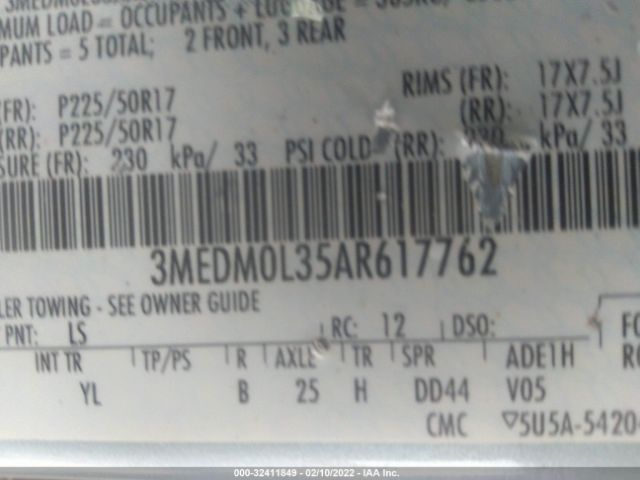 MUM LOAD = OCCUPANTS +
PANTS = 5 TOTAL; 2 FRONT, 3 REAR
RIMS (FR): 17X7.5J
(FR): P225/50R17
(RR): 17X7.5J
(RR): P225/50R17
SURE (FR): 230 kPa/ 33 PSI COLD (RR): kPa/ 33
3MEDM0L35AR617762
LER TOWING - SEE OWNER GUIDE
PNT: LS RC: 12 DSO:
INT TR TP/PS R AXLE TR SPR ADE1H
YL B 25 H DD44 V05
CMC ▽5U5A-5420-
000-32411849 - 02/10/2022 - IAA Inc.